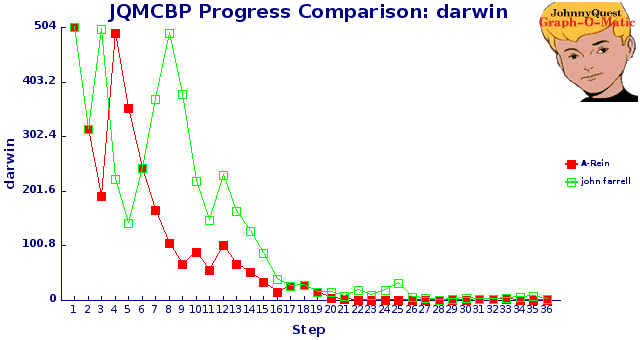 JQMCBP Progress Comparison: darwin
JohnnyQuest
Graph-O-Matic
504
403.2
302.4
201.6
100.8
0
darwin
1 2 3 4 5 6 7 8 9 10 11 12 13 14 15 16 17 18 19 20 21 22 23 24 25 26 27 28 29 30 31 32 33 34 35 36
Step
A-Rein
john farrell